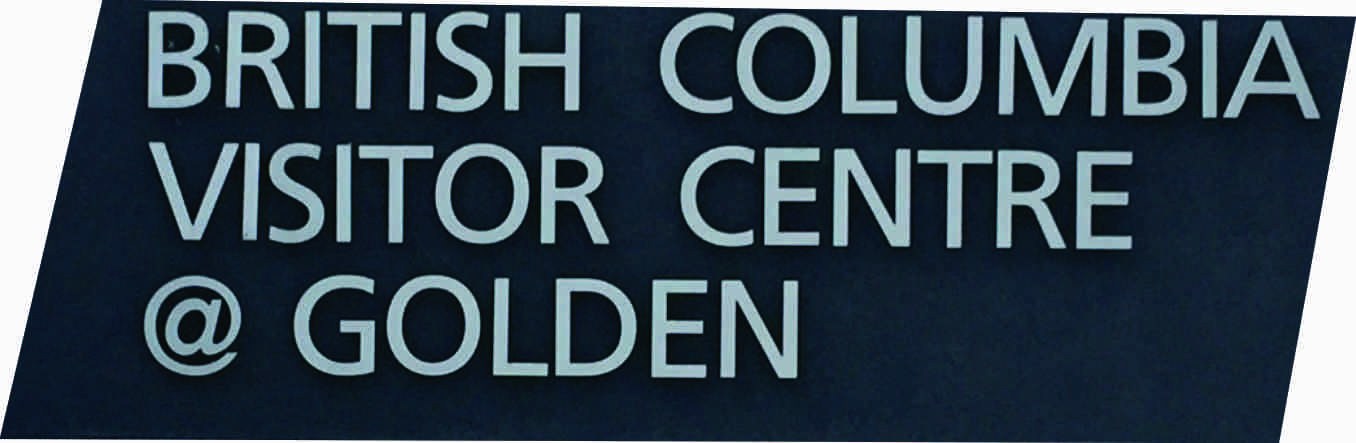 BRITISH COLUMBIA
VISITOR CENTRE
@ GOLDEN